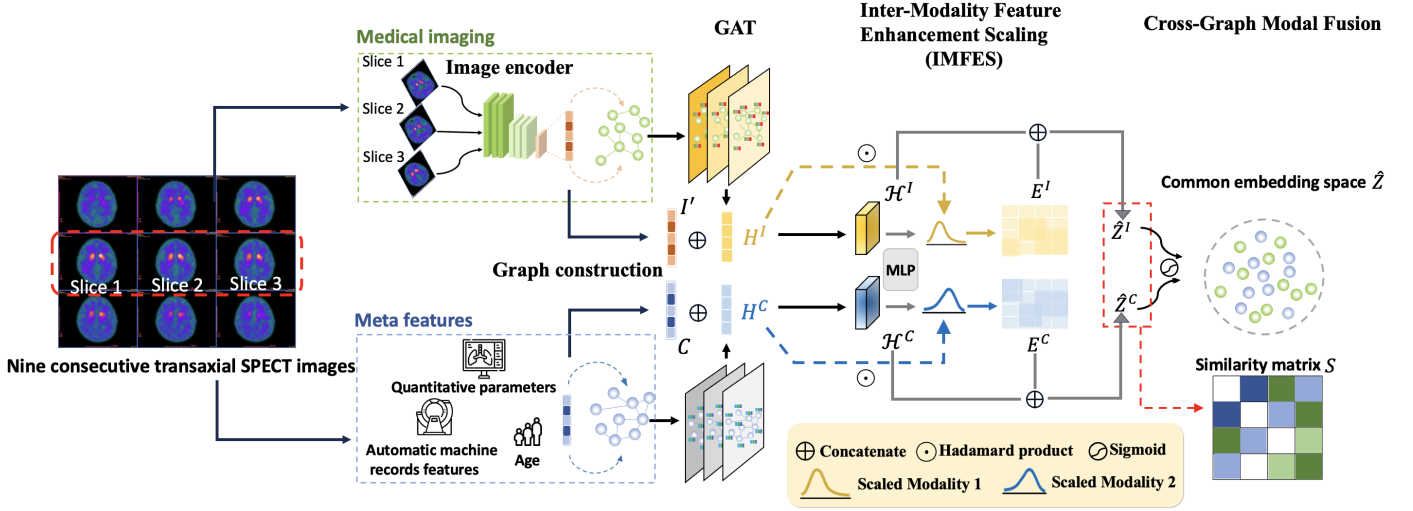 Medical imaging
Slice 1
Image encoder
Slice 2
Slice 3
GAT
Inter-Modality Feature
Enhancement Scaling
(IMFES)
Cross-Graph Modal Fusion
Slice 1
Slice 2
Slice 3
Nine consecutive transaxial SPECT images
Graph construction
I′
H^I
C
H^C
Meta features
Quantitative parameters
Automatic machine
records features
Age
ℋ^I
MLP
ℋ^C
E^I
E^C
Ẑ^I
Ẑ^C
Common embedding space Ẑ
Similarity matrix S
Concatenate
Hadamard product
Sigmoid
Scaled Modality 1
Scaled Modality 2